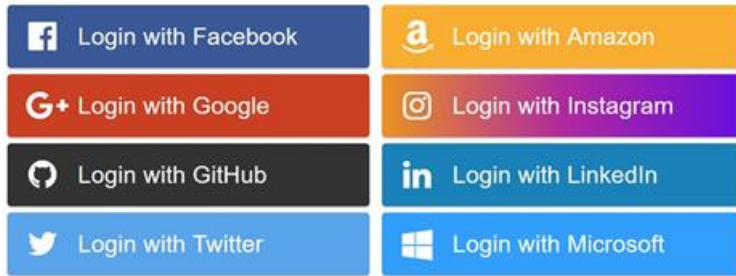 Login with Facebook
Login with Amazon
Login with Google
Login with Instagram
Login with GitHub
Login with LinkedIn
Login with Twitter
Login with Microsoft